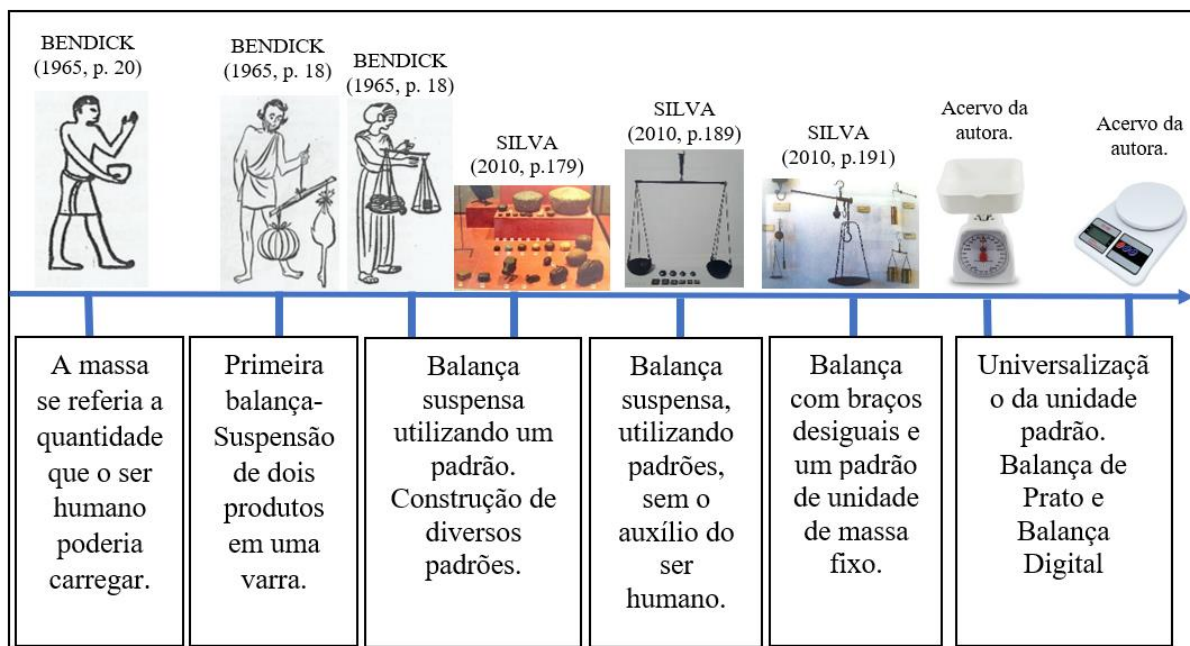 BENDICK
(1965, p. 20)
BENDICK
(1965, p. 18)
BENDICK
(1965, p. 18)
SILVA
(2010, p.179)
SILVA
(2010, p.189)
SILVA
(2010, p.191)
Acervo da
autora.
Acervo da
autora.
A massa
se referia a
quantidade
que o ser
humano
poderia
carregar.
Primeira
balança-
Suspensão
de dois
produtos
em uma
varra.
Balança
suspensa
utilizando um
padrão.
Construção de
diversos
padrões.
Balança
suspensa,
utilizando
padrões,
sem o
auxílio do
ser
humano.
Balança
com braços
desiguais e
um padrão
de unidade
de massa
fixo.
Universalizaçã
o da unidade
padrão.
Balança de
Prato e
Balança
Digital